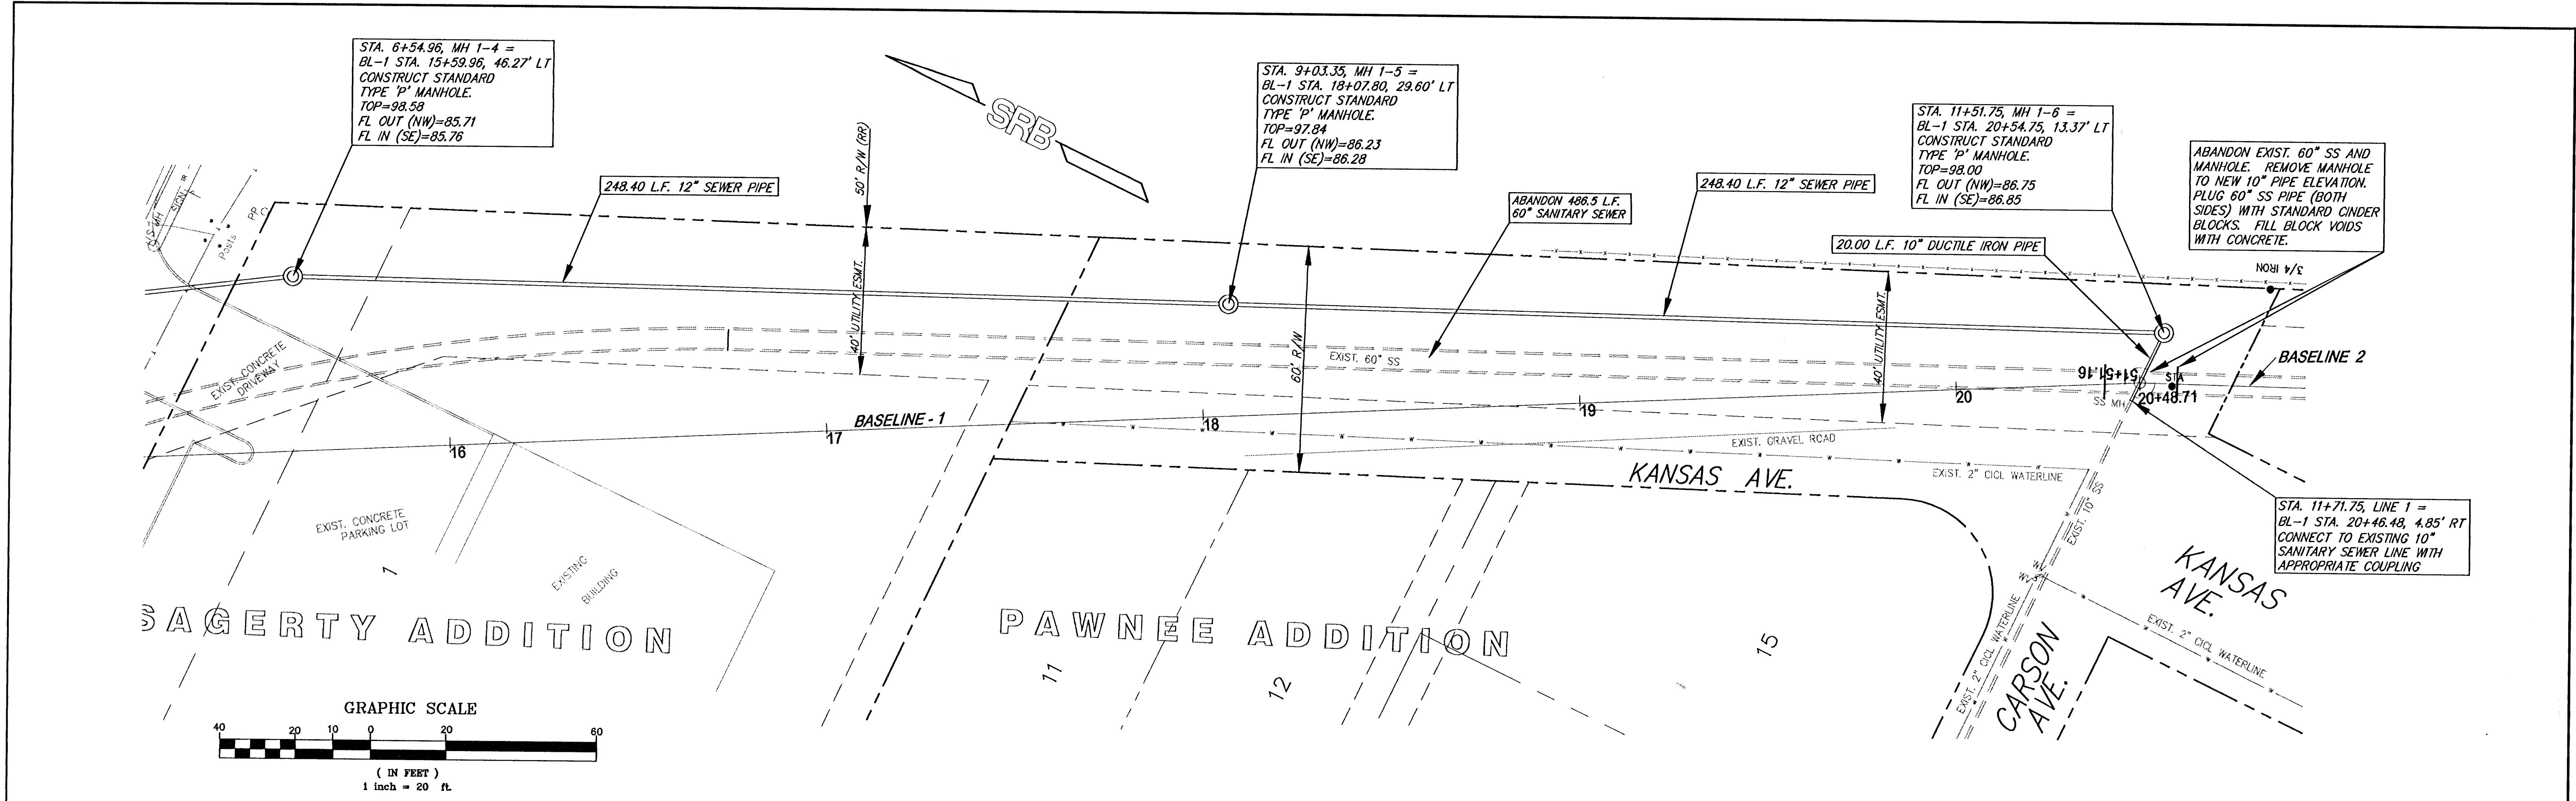 STA. 6+54.96, MH 1-4 =
BL-1 STA. 15+59.96, 46.27' LT
CONSTRUCT STANDARD
TYPE 'P' MANHOLE.
TOP=98.58
FL OUT (NW)=85.71
FL IN (SE)=85.76
248.40 L.F. 12" SEWER PIPE
50' R/W (RR)
40' UTILITY ESMT.
SRB
STA. 9+03.35, MH 1-5 =
BL-1 STA. 18+07.80, 29.60' LT
CONSTRUCT STANDARD
TYPE 'P' MANHOLE.
TOP=97.84
FL OUT (NW)=86.23
FL IN (SE)=86.28
ABANDON 486.5 L.F.
60" SANITARY SEWER
248.40 L.F. 12" SEWER PIPE
STA. 11+51.75, MH 1-6 =
BL-1 STA. 20+54.75, 13.37' LT
CONSTRUCT STANDARD
TYPE 'P' MANHOLE.
TOP=98.00
FL OUT (NW)=86.75
FL IN (SE)=86.85
20.00 L.F. 10" DUCTILE IRON PIPE
ABANDON EXIST. 60" SS AND
MANHOLE. REMOVE MANHOLE
TO NEW 10" PIPE ELEVATION.
PLUG 60" SS PIPE (BOTH
SIDES) WITH STANDARD CINDER
BLOCKS. FILL BLOCK VOIDS
WITH CONCRETE.
3/4 IRON
BASELINE 2
SS MH
SIGN
Posts
PP
EXIST. CONCRETE
DRIVEWAY
60' R/W
EXIST. 60" SS
40' UTILITY ESMT.
51+51.16
STA
SS MH
20+48.71
16
17
BASELINE - 1
18
19
20
EXIST. GRAVEL ROAD
EXIST. 2" CICL WATERLINE
KANSAS AVE.
EXIST. 10" SS
STA. 11+71.75, LINE 1 =
BL-1 STA. 20+46.48, 4.85' RT
CONNECT TO EXISTING 10"
SANITARY SEWER LINE WITH
APPROPRIATE COUPLING
EXIST. CONCRETE
PARKING LOT
1
EXISTING
BUILDING
SAGERTY ADDITION
PAWNEE ADDITION
11
12
15
WV
WV
KANSAS
AVE.
EXIST. 2" CICL WATERLINE
EXIST. 2" CICL WATERLINE
CARSON
AVE.
GRAPHIC SCALE
40 20 10 0 20 60
( IN FEET )
1 inch = 20 ft.